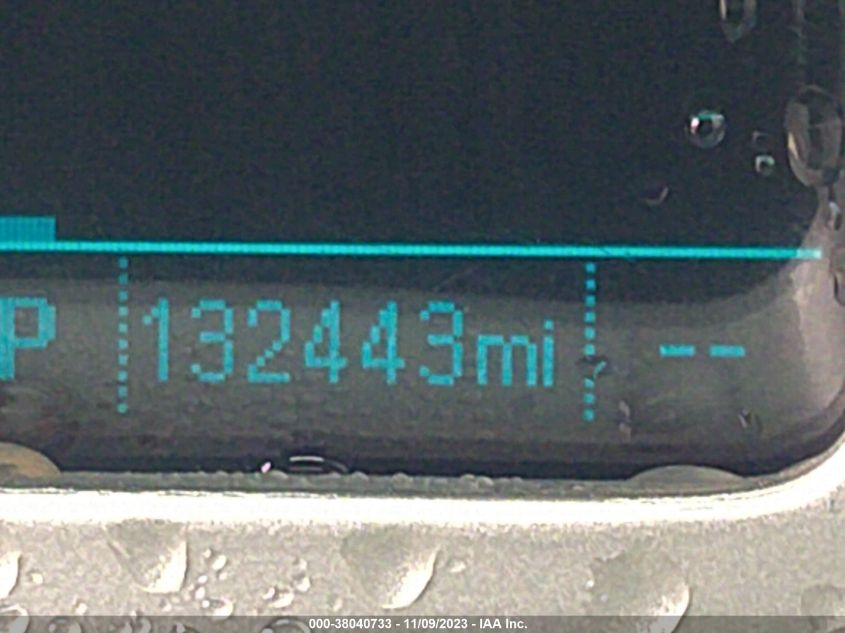 P 132443mi --
000-38040733 - 11/09/2023 - IAA Inc.